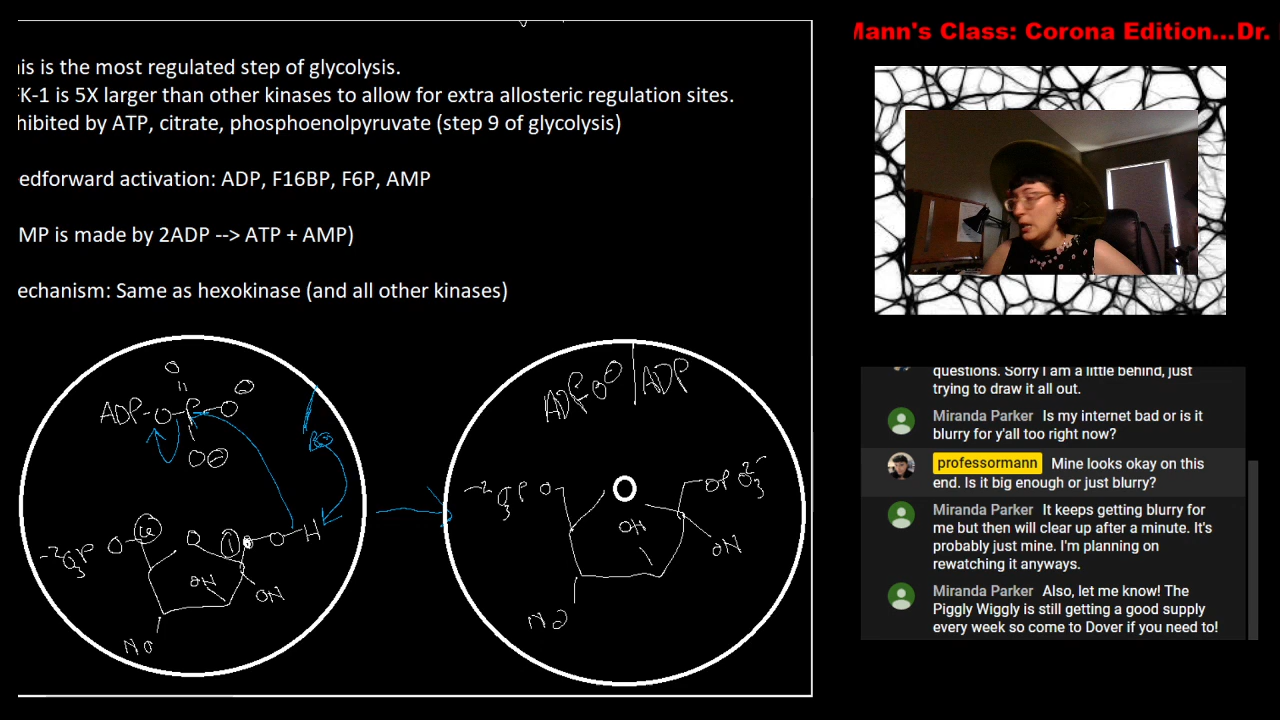 Mann's Class: Corona Edition...Dr.
is is the most regulated step of glycolysis.
K-1 is 5X larger than other kinases to allow for extra allosteric regulation sites.
hibited by ATP, citrate, phosphoenolpyruvate (step 9 of glycolysis)
edforward activation: ADP, F16BP, F6P, AMP
MP is made by 2ADP --> ATP + AMP)
echanism: Same as hexokinase (and all other kinases)
O
ADP-O-P-O
O
O-H
O
OH
OH
HO
ADP
O
OH
OH
HO
questions. Sorry I am a little behind, just
trying to draw it all out.
Miranda Parker Is my internet bad or is it
blurry for y'all too right now?
professormann Mine looks okay on this
end. Is it big enough or just blurry?
Miranda Parker It keeps getting blurry for
me but then will clear up after a minute. It's
probably just mine. I'm planning on
rewatching it anyways.
Miranda Parker Also, let me know! The
Piggly Wiggly is still getting a good supply
every week so come to Dover if you need to!